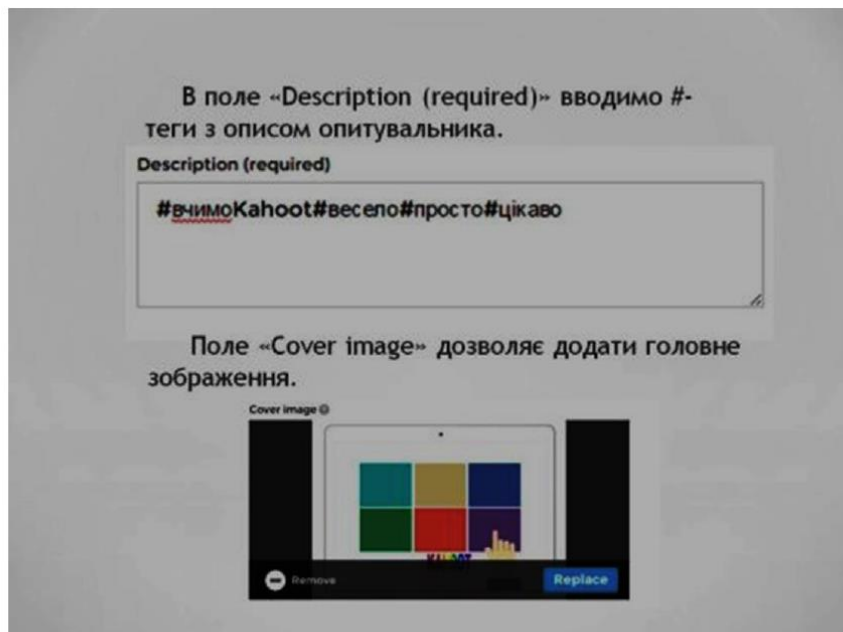 В поле «Description (required)» вводимо #-
теги з описом опитувальника.
Description (required)
#вчимоKahoot#весело#просто#цікаво
Поле «Cover image» дозволяє додати головне
зображення.
Cover image
KAHOOT
Remove
Replace